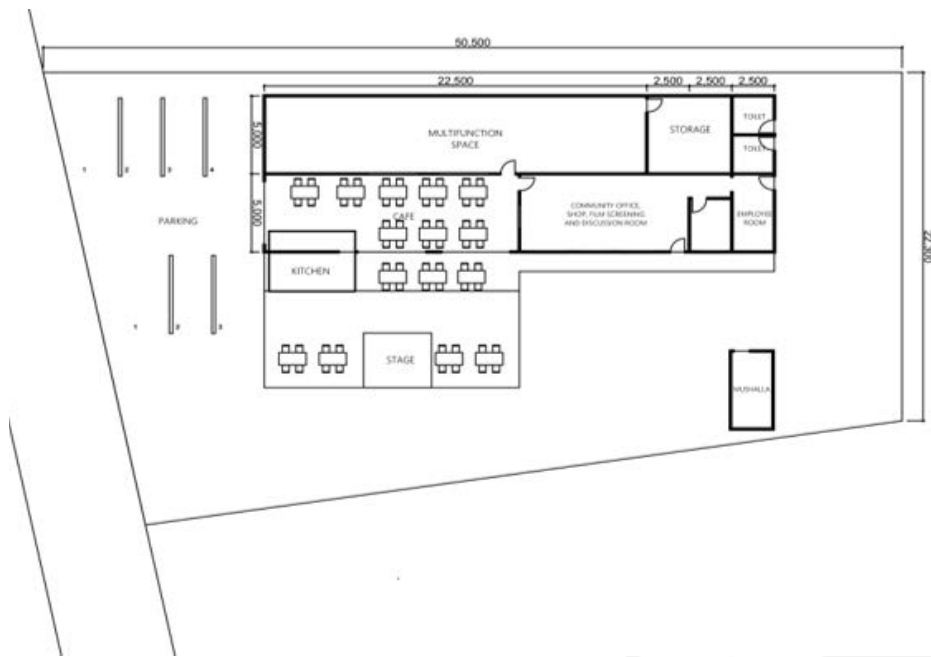 50,500
22,500
2,500
2,500
2,500
5,000
MULTIFUNCTION
SPACE
STORAGE
TOILET
TOILET
1
2
3
4
PARKING
5,000
CAFE
COMMUNITY OFFICE,
SHOP, FILM SCREENING,
AND DISCUSSION ROOM
EMPLOYEE
ROOM
22,300
KITCHEN
1
2
3
STAGE
MUSHALLA